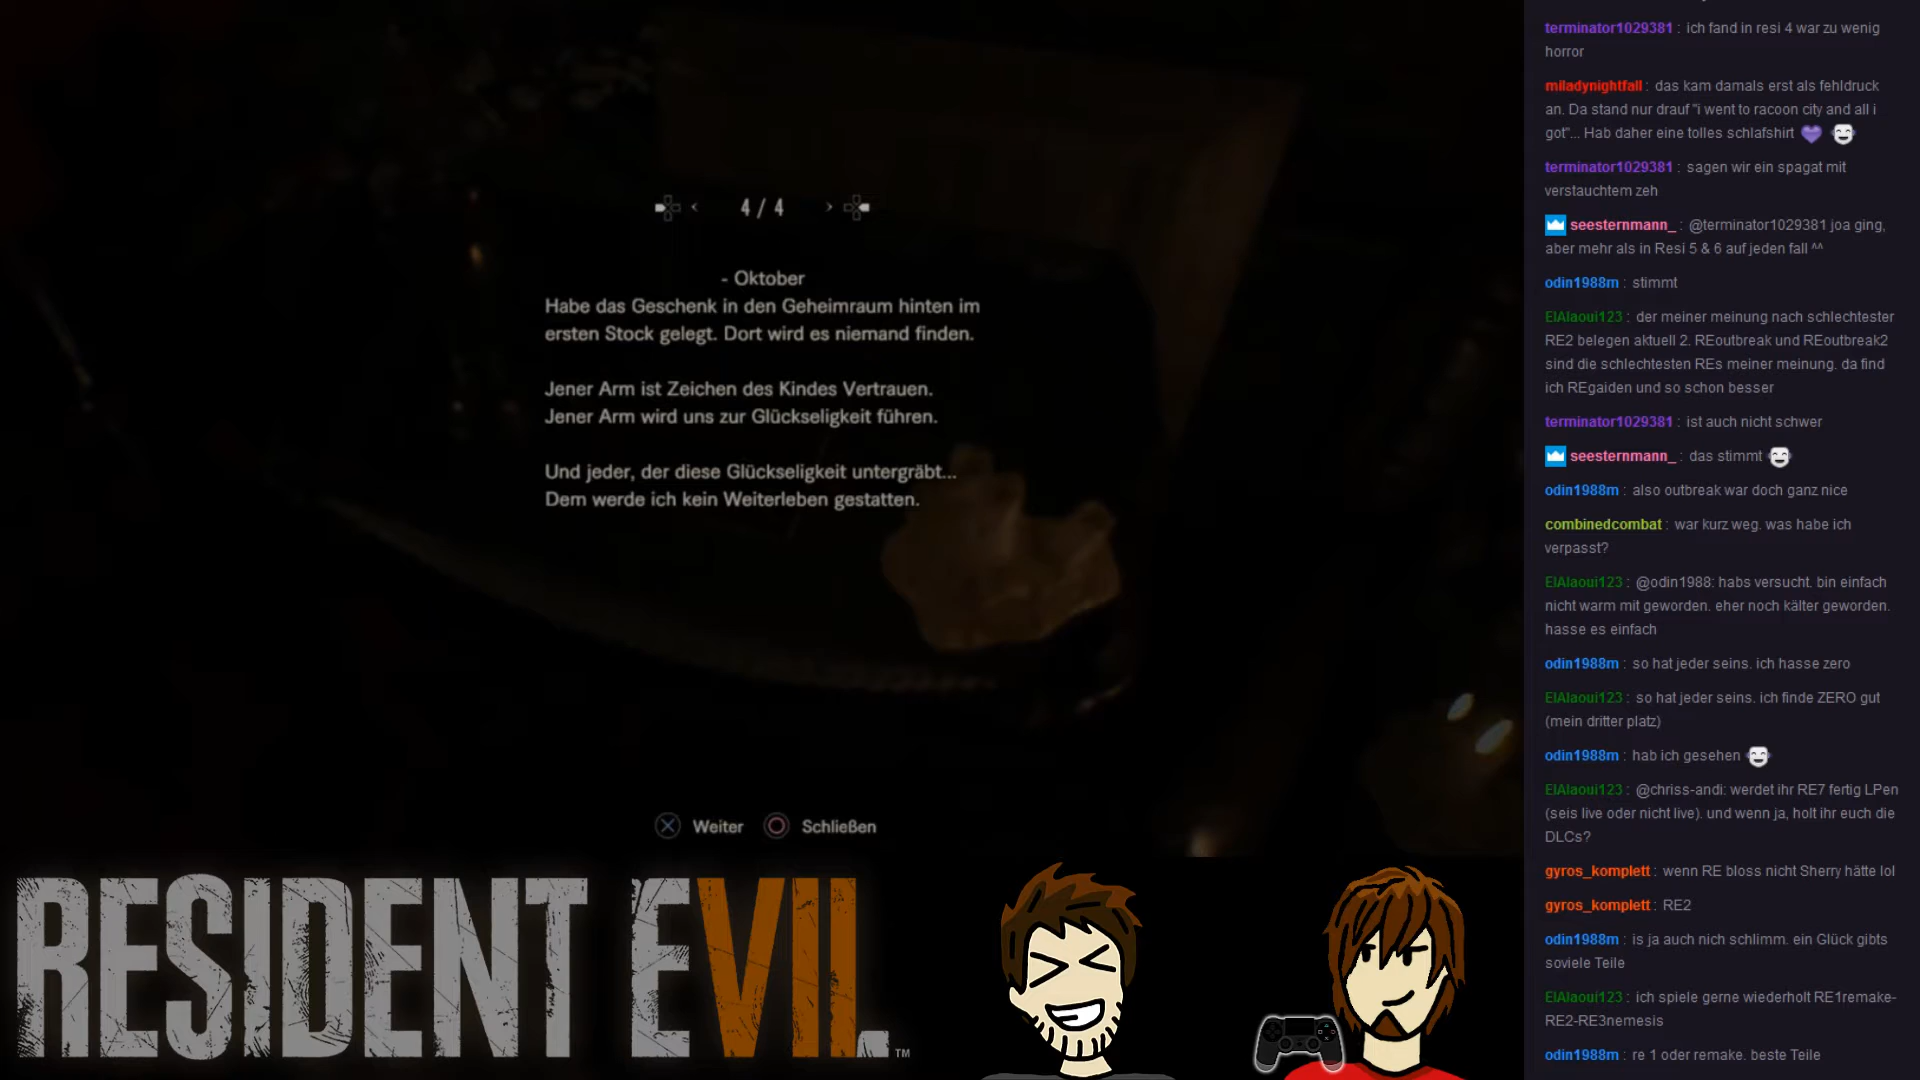 4 / 4
- Oktober
Habe das Geschenk in den Geheimraum hinten im
ersten Stock gelegt. Dort wird es niemand finden.
Jener Arm ist Zeichen des Kindes Vertrauen.
Jener Arm wird uns zur Glückseligkeit führen.
Und jeder, der diese Glückseligkeit untergräbt...
Dem werde ich kein Weiterleben gestatten.
Weiter Schließen
RESIDENT EVII.™
terminator1029381 : ich fand in resi 4 war zu wenig
horror
miladynightfall : das kam damals erst als fehldruck
an. Da stand nur drauf "i went to racoon city and all i
got"... Hab daher eine tolles schlafshirt
terminator1029381 : sagen wir ein spagat mit
verstauchtem zeh
seesternmann_ : @terminator1029381 joa ging,
aber mehr als in Resi 5 & 6 auf jeden fall ^^
odin1988m : stimmt
ElAlaoui123 : der meiner meinung nach schlechtester
RE2 belegen aktuell 2. REoutbreak und REoutbreak2
sind die schlechtesten REs meiner meinung. da find
ich REgaiden und so schon besser
terminator1029381 : ist auch nicht schwer
seesternmann_ : das stimmt
odin1988m : also outbreak war doch ganz nice
combinedcombat : war kurz weg. was habe ich
verpasst?
ElAlaoui123 : @odin1988: habs versucht. bin einfach
nicht warm mit geworden. eher noch kälter geworden.
hasse es einfach
odin1988m : so hat jeder seins. ich hasse zero
ElAlaoui123 : so hat jeder seins. ich finde ZERO gut
(mein dritter platz)
odin1988m : hab ich gesehen
ElAlaoui123 : @chriss-andi: werdet ihr RE7 fertig LPen
(seis live oder nicht live). und wenn ja, holt ihr euch die
DLCs?
gyros_komplett : wenn RE bloss nicht Sherry hätte lol
gyros_komplett : RE2
odin1988m : is ja auch nich schlimm. ein Glück gibts
soviele Teile
ElAlaoui123 : ich spiele gerne wiederholt RE1remake-
RE2-RE3nemesis
odin1988m : re 1 oder remake. beste Teile